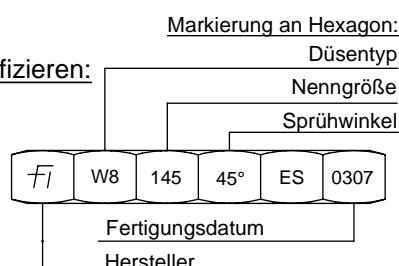 Markierung an Hexagon:
fizieren:
Düsentyp
Nenngröße
Sprühwinkel
W8 145 45° ES 0307
Fertigungsdatum
Hersteller